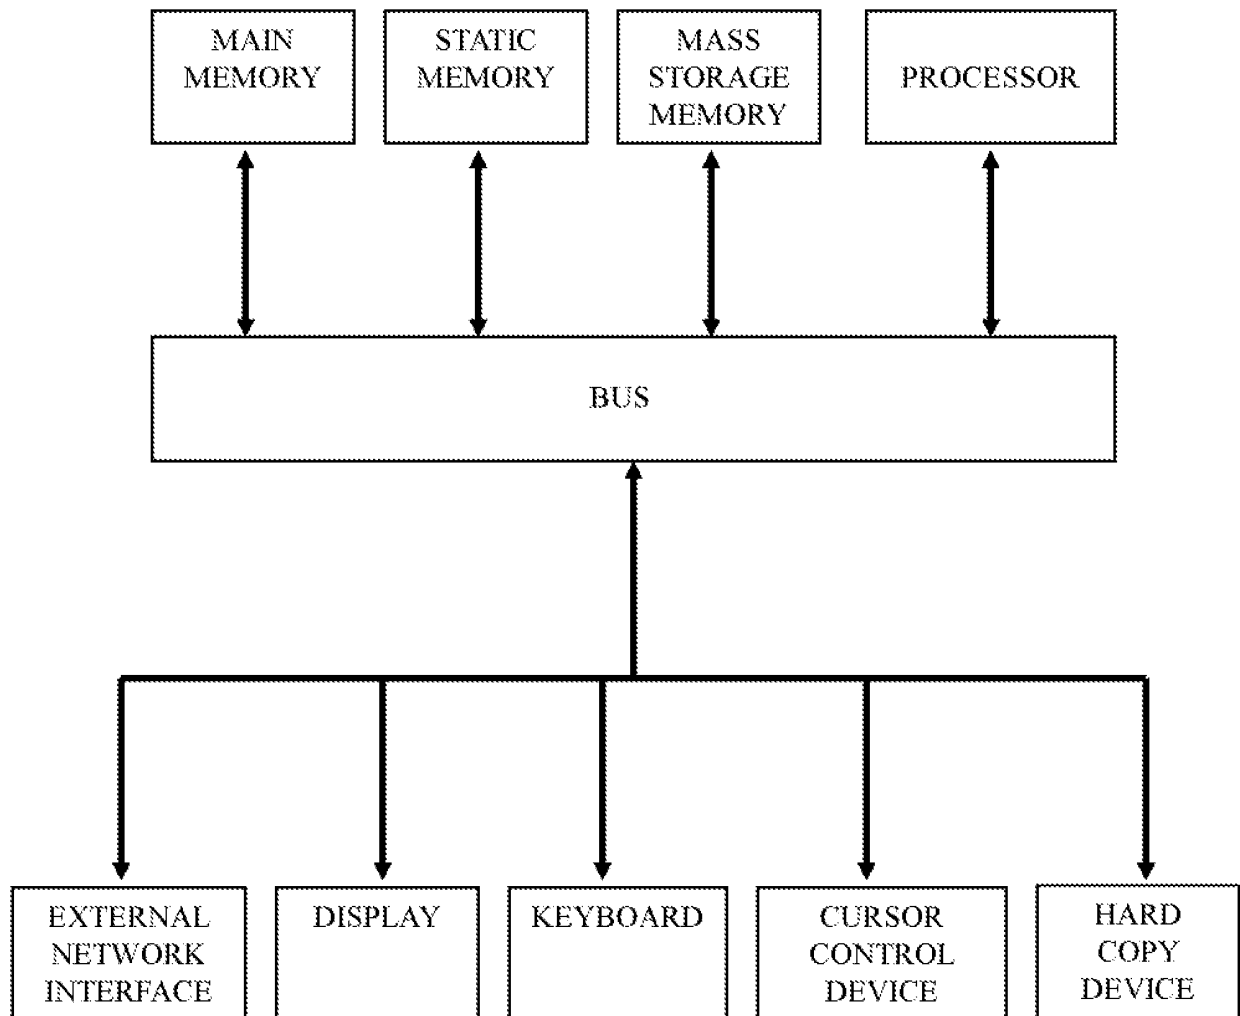 MAIN
MEMORY
STATIC
MEMORY
MASS
STORAGE
MEMORY
PROCESSOR
BUS
EXTERNAL
NETWORK
INTERFACE
DISPLAY
KEYBOARD
CURSOR
CONTROL
DEVICE
HARD
COPY
DEVICE